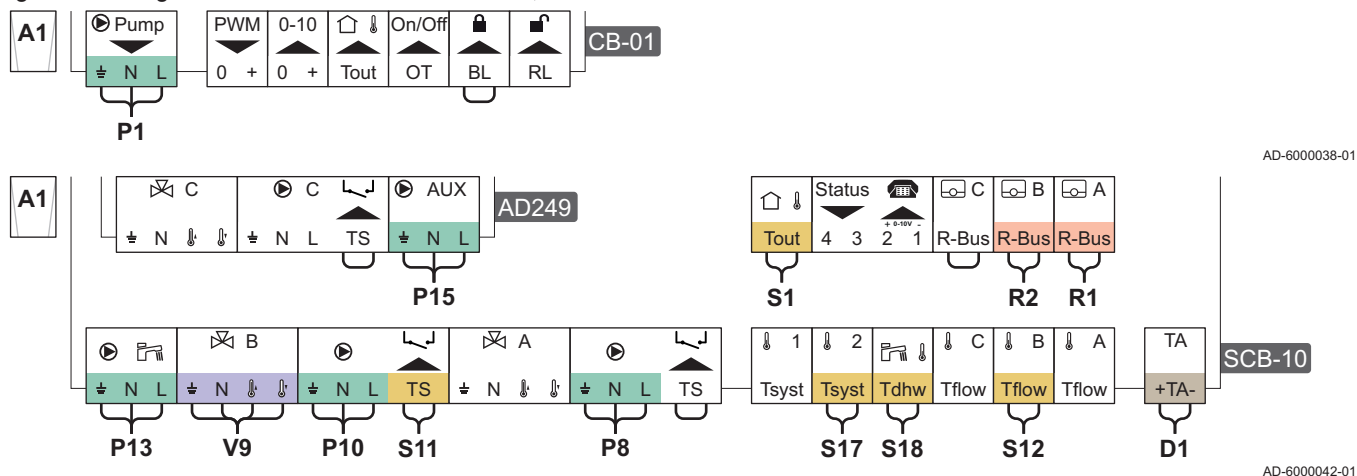 A1 Pump PWM 0-10 On/Off CB-01
N L 0 + 0 + Tout OT BL RL
P1
AD-6000038-01
A1 C C AUX AD249 Status C B A
N N L TS N L Tout 4 3 + 0-10V - 2 1 R-Bus R-Bus R-Bus
P15 S1 R2 R1
B A 1 2 C B A TA SCB-10
N L N N L TS N N L TS Tsyst Tsyst Tdhw Tflow Tflow Tflow +TA-
P13 V9 P10 S11 P8 S17 S18 S12 D1
AD-6000042-01